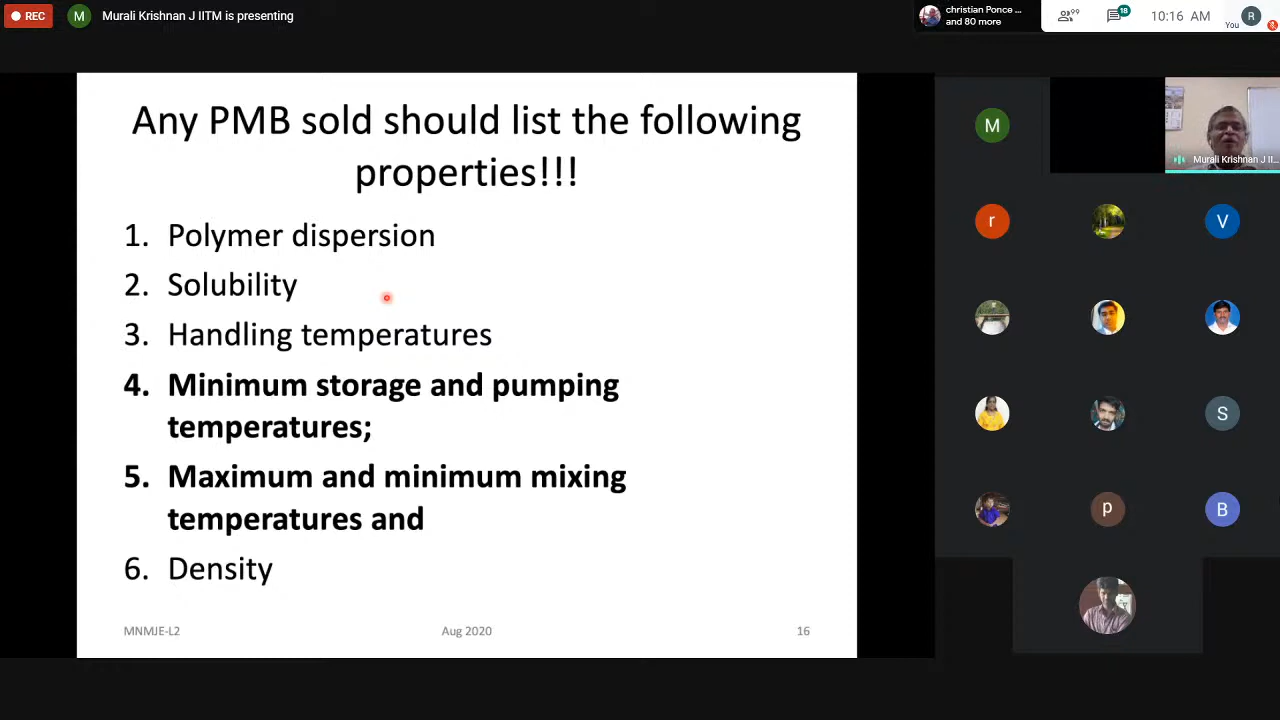 REC
M
Murali Krishnan J IITM is presenting
christian Ponce ...
and 80 more
99
18
10:16 AM
You
R
Any PMB sold should list the following
properties!!!
1. Polymer dispersion
2. Solubility
3. Handling temperatures
4. Minimum storage and pumping
temperatures;
5. Maximum and minimum mixing
temperatures and
6. Density
MNMJE-L2
Aug 2020
16
M
Murali Krishnan J II...
r
V
S
p
B